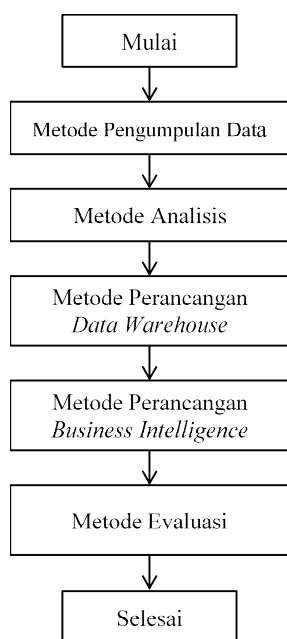 Mulai
Metode Pengumpulan Data
Metode Analisis
Metode Perancangan
Data Warehouse
Metode Perancangan
Business Intelligence
Metode Evaluasi
Selesai